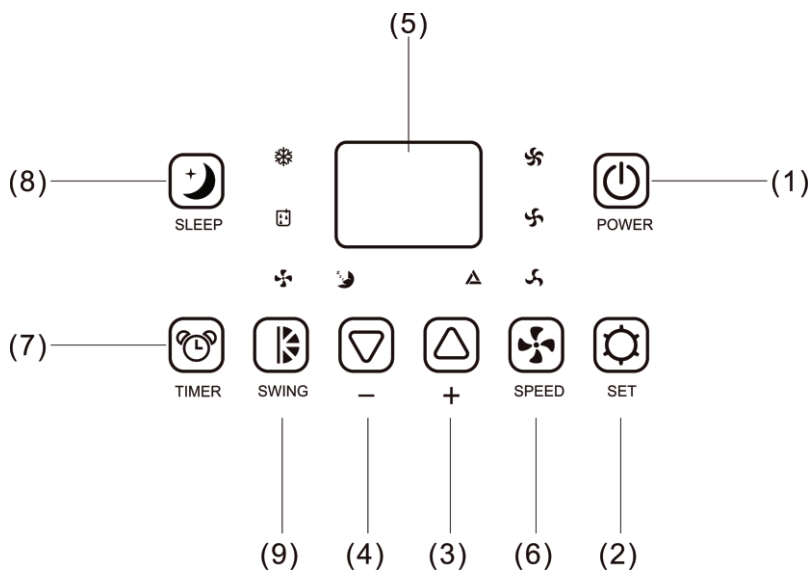 (5)
(8)
(1)
SLEEP
POWER
(7)
TIMER
SWING
−
+
SPEED
SET
(9)
(4)
(3)
(6)
(2)